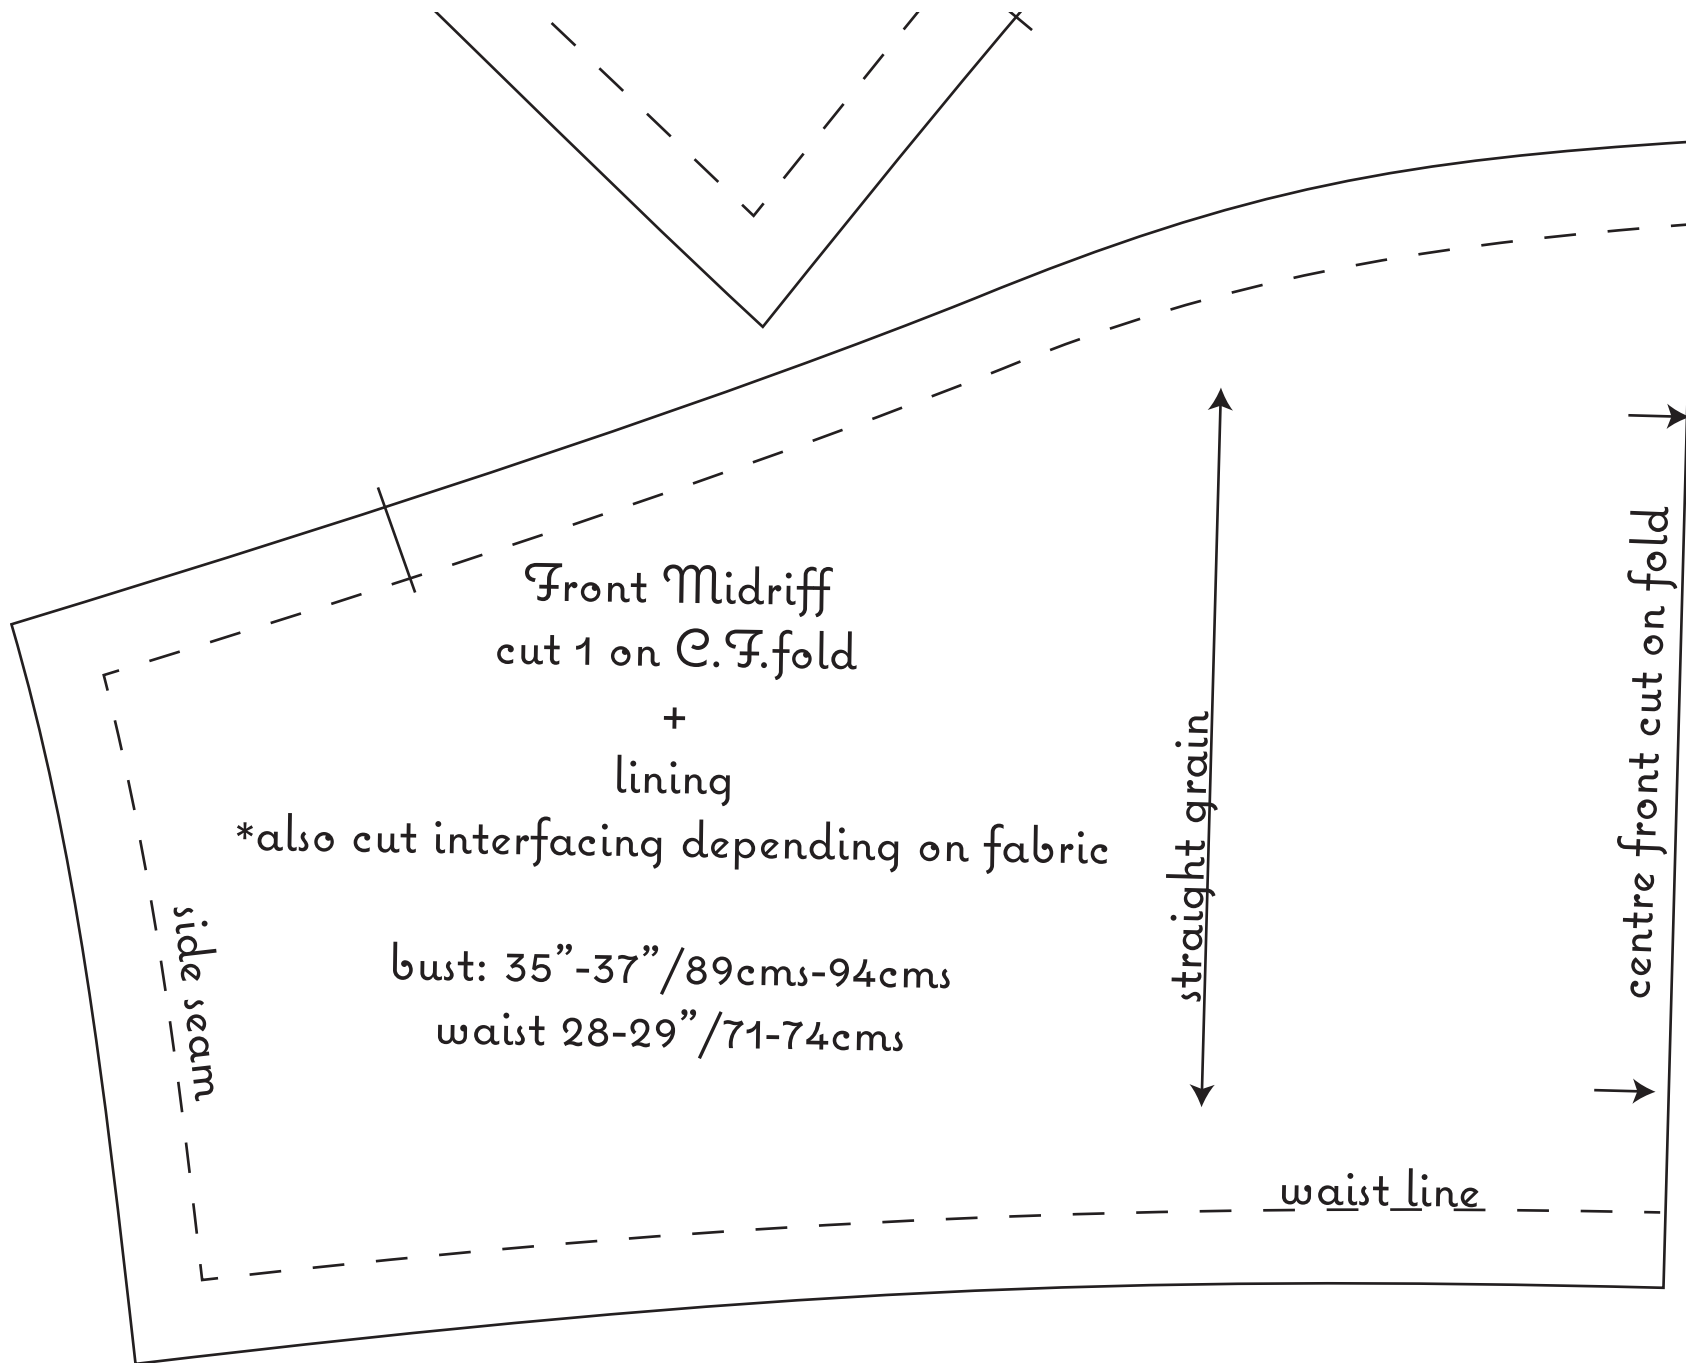 Front Midriff
cut 1 on C.F.fold
+
lining
*also cut interfacing depending on fabric
bust: 35”-37”/89cms-94cms
waist 28-29”/71-74cms
side seam
straight grain
centre front cut on fold
waist line